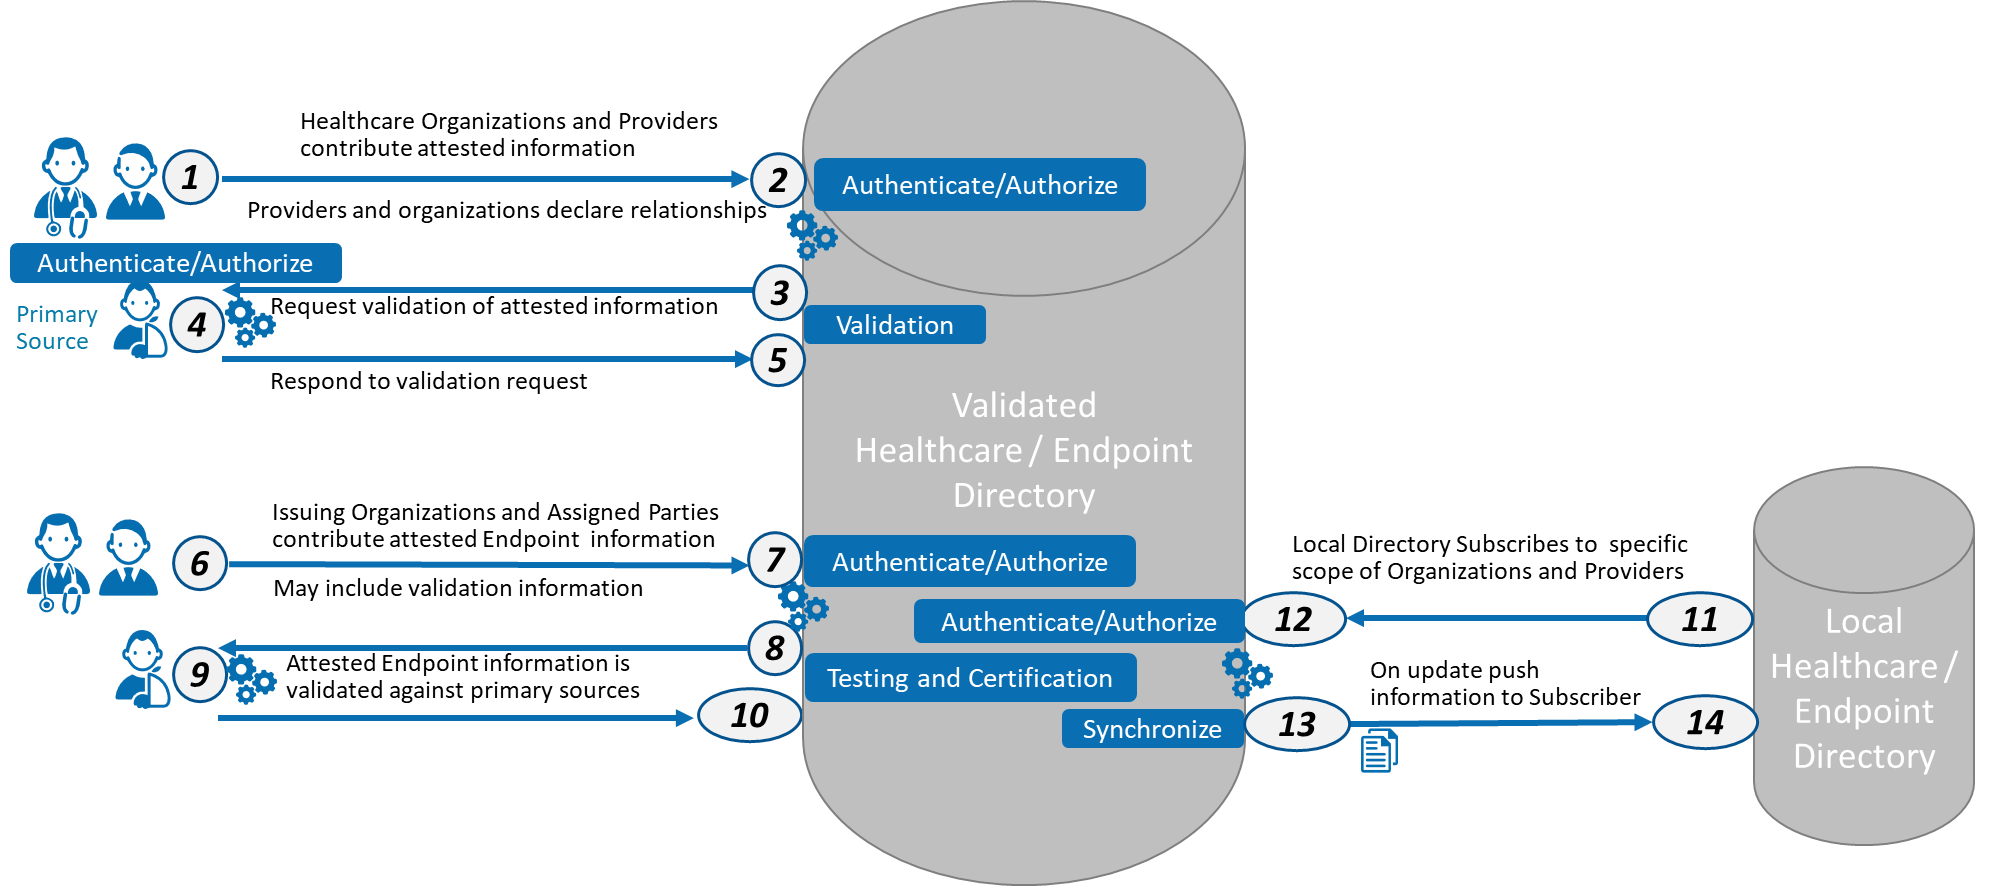 Healthcare Organizations and Providers
contribute attested information
1
2
Authenticate/Authorize
Providers and organizations declare relationships
Authenticate/Authorize
3
Request validation of attested information
Primary
Source
4
Validation
5
Respond to validation request
Validated
Healthcare / Endpoint
Directory
Issuing Organizations and Assigned Parties
contribute attested Endpoint information
6
7
Authenticate/Authorize
May include validation information
Local Directory Subscribes to specific
scope of Organizations and Providers
Authenticate/Authorize
12
11
8
9
Attested Endpoint information is
validated against primary sources
Testing and Certification
10
On update push
information to Subscriber
Synchronize
13
14
Local
Healthcare /
Endpoint
Directory